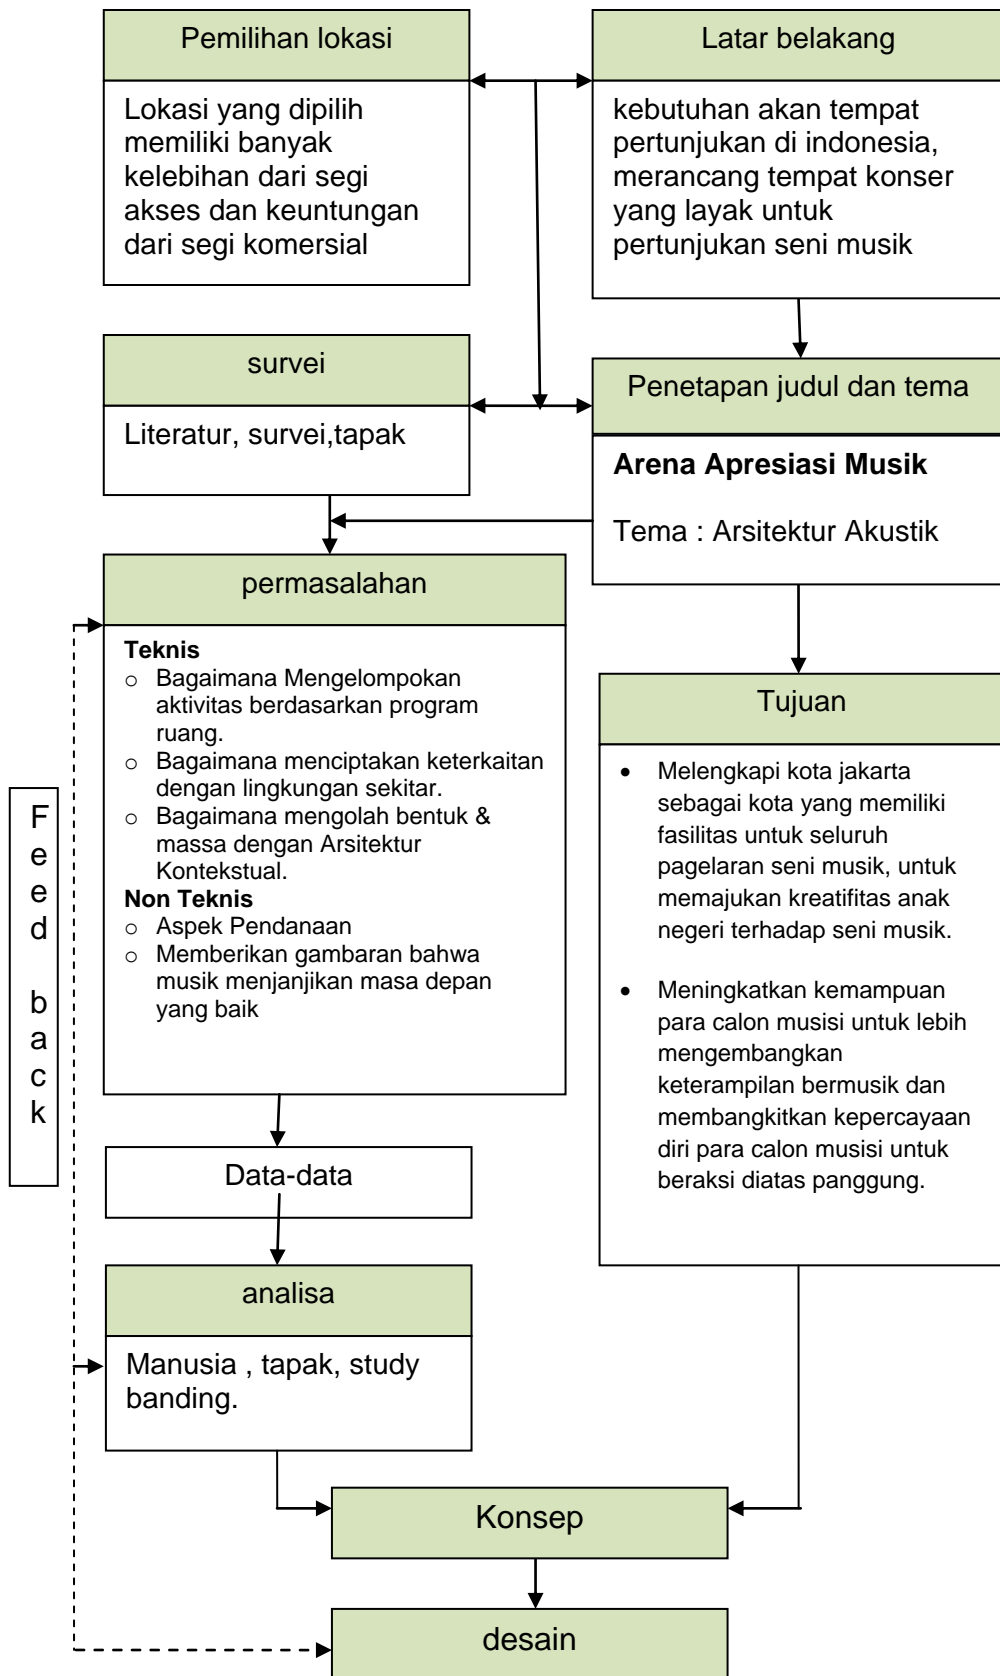 Pemilihan lokasi
Lokasi yang dipilih
memiliki banyak
kelebihan dari segi
akses dan keuntungan
dari segi komersial
Latar belakang
kebutuhan akan tempat
pertunjukan di indonesia,
merancang tempat konser
yang layak untuk
pertunjukan seni musik
survei
Literatur, survei,tapak
Penetapan judul dan tema
Arena Apresiasi Musik
Tema : Arsitektur Akustik
permasalahan
Teknis
o Bagaimana Mengelompokan
aktivitas berdasarkan program
ruang.
o Bagaimana menciptakan keterkaitan
dengan lingkungan sekitar.
o Bagaimana mengolah bentuk &
massa dengan Arsitektur
Kontekstual.
Non Teknis
o Aspek Pendanaan
o Memberikan gambaran bahwa
musik menjanjikan masa depan
yang baik
Tujuan
• Melengkapi kota jakarta
sebagai kota yang memiliki
fasilitas untuk seluruh
pagelaran seni musik, untuk
memajukan kreatifitas anak
negeri terhadap seni musik.
• Meningkatkan kemampuan
para calon musisi untuk lebih
mengembangkan
keterampilan bermusik dan
membangkitkan kepercayaan
diri para calon musisi untuk
beraksi diatas panggung.
Feed back
Data-data
analisa
Manusia , tapak, study
banding.
Konsep
desain